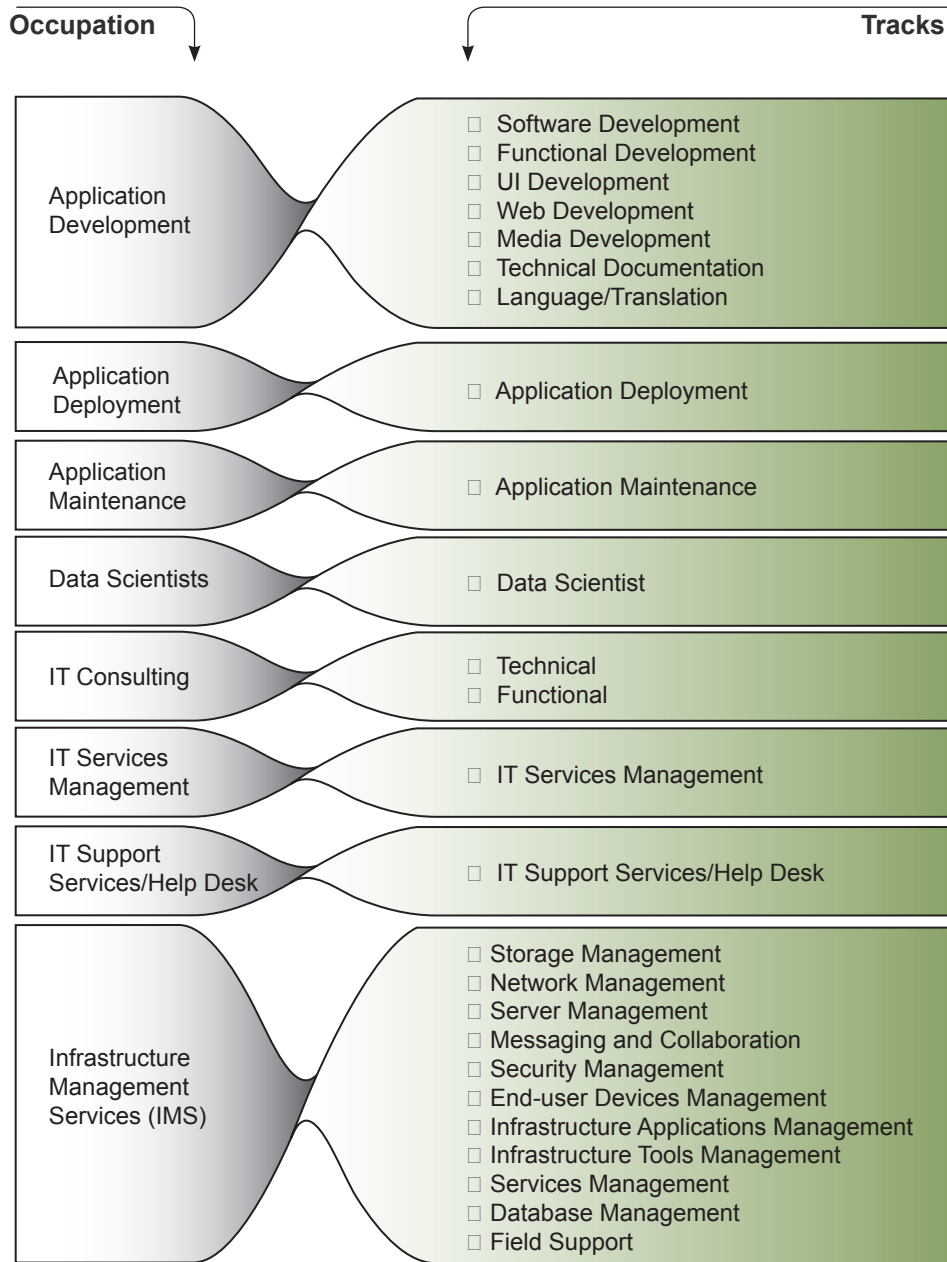 Occupation
Tracks
Application
Development
Software Development
Functional Development
UI Development
Web Development
Media Development
Technical Documentation
Language/Translation
Application
Deployment
Application Deployment
Application
Maintenance
Application Maintenance
Data Scientists
Data Scientist
IT Consulting
Technical
Functional
IT Services
Management
IT Services Management
IT Support
Services/Help Desk
IT Support Services/Help Desk
Infrastructure
Management
Services (IMS)
Storage Management
Network Management
Server Management
Messaging and Collaboration
Security Management
End-user Devices Management
Infrastructure Applications Management
Infrastructure Tools Management
Services Management
Database Management
Field Support